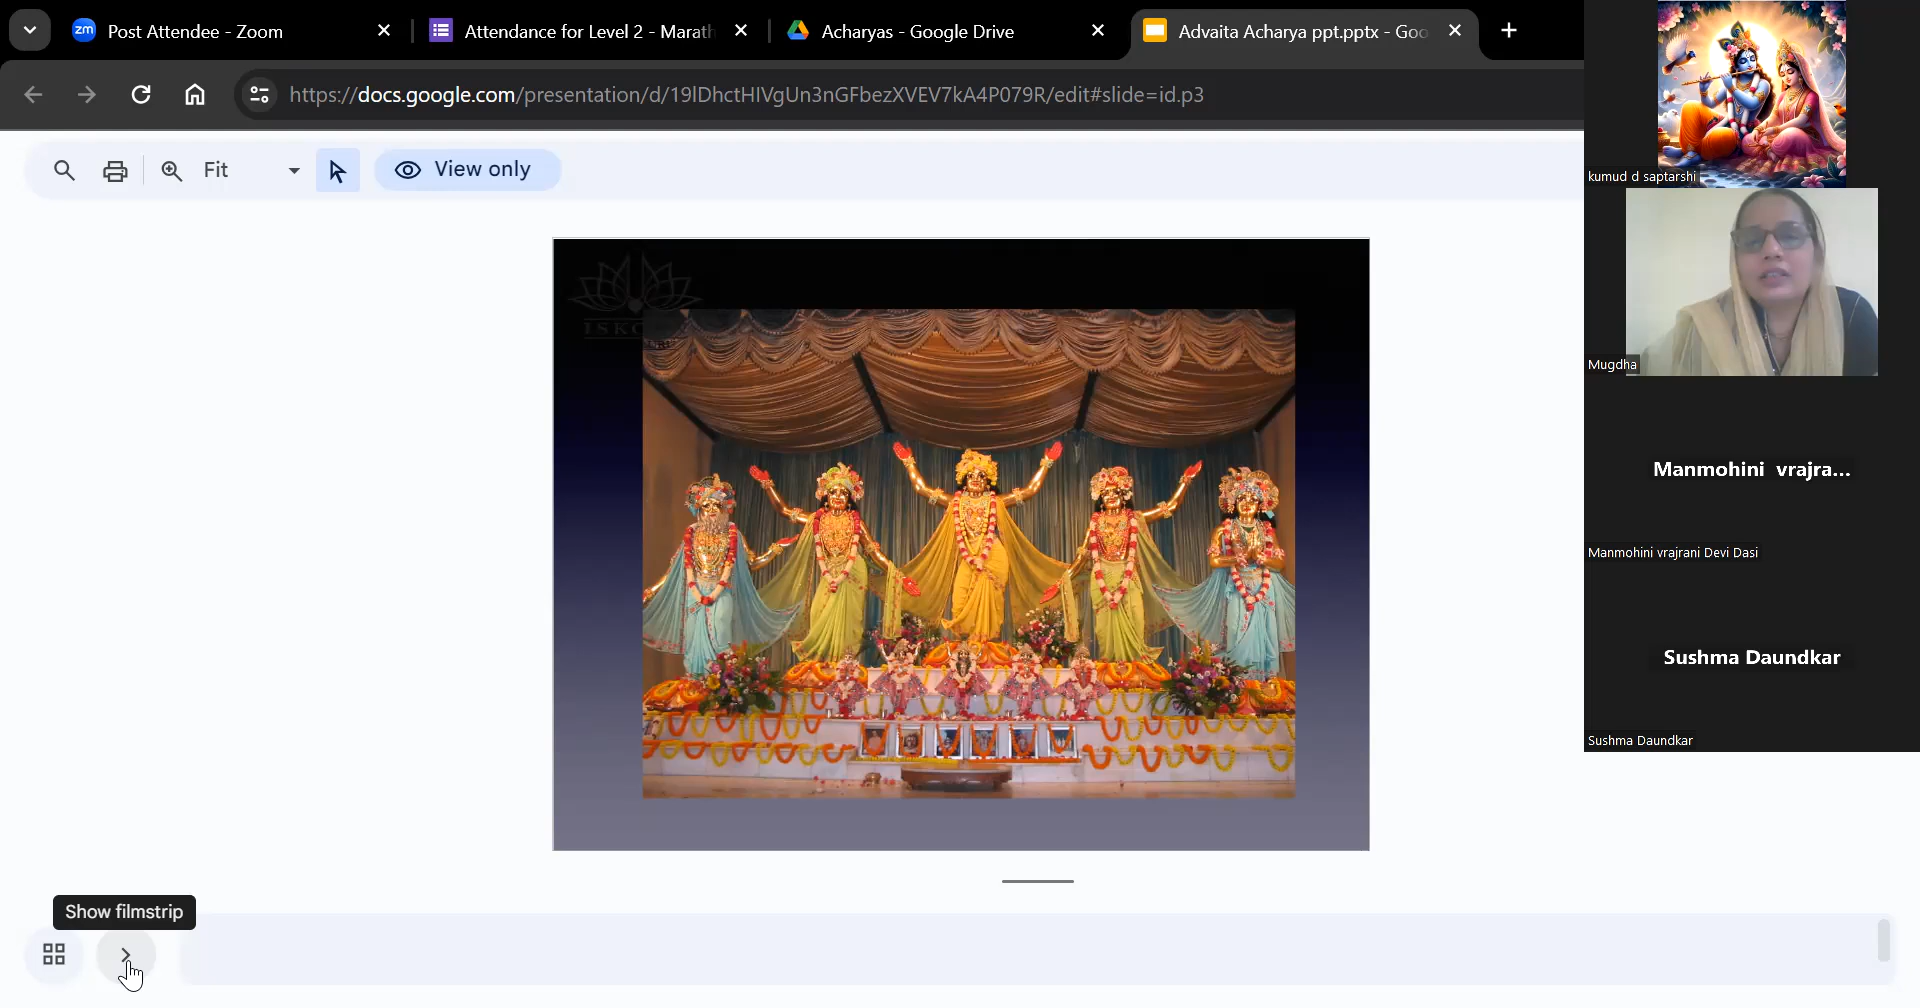 zm Post Attendee - Zoom
Attendance for Level 2 - Marath
Acharyas - Google Drive
Advaita Acharya ppt.pptx - Goo
https://docs.google.com/presentation/d/19IDhctHIVgUn3nGFbezXVEV7kA4P079R/edit#slide=id.p3
Fit
View only
kumud d saptarshi
Mugdha
Manmohini vrajra...
Manmohini vrajrani Devi Dasi
Sushma Daundkar
Sushma Daundkar
Show filmstrip